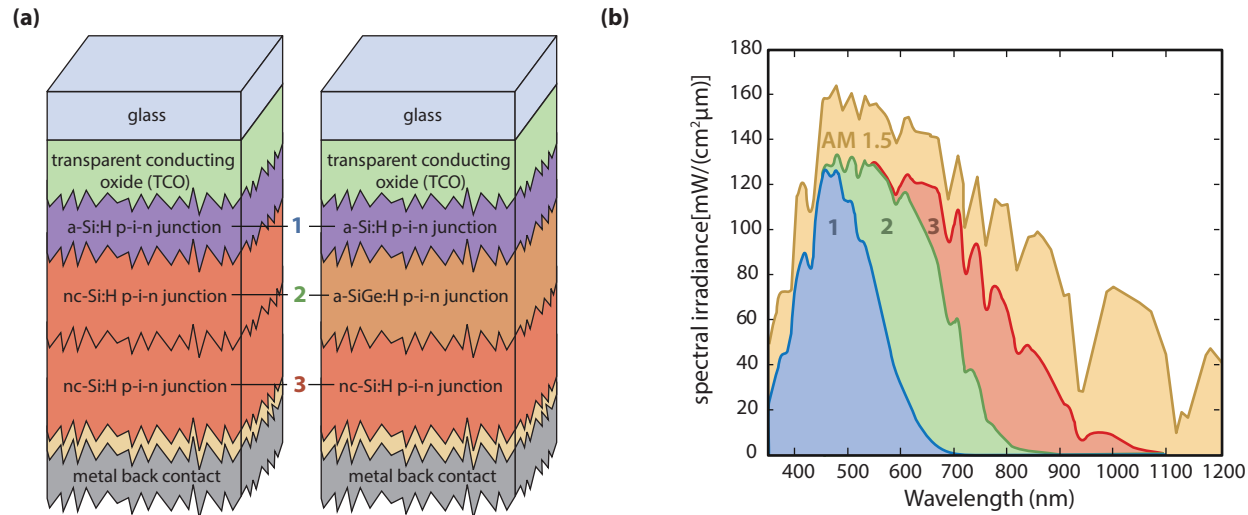 (a)
glass
transparent conducting
oxide (TCO)
a-Si:H p-i-n junction
nc-Si:H p-i-n junction
nc-Si:H p-i-n junction
metal back contact
1
2
3
glass
transparent conducting
oxide (TCO)
a-Si:H p-i-n junction
a-SiGe:H p-i-n junction
nc-Si:H p-i-n junction
metal back contact
(b)
spectral irradiance[mW/(cm²μm)]
180
160
140
120
100
80
60
40
20
0
AM 1.5
1
2
3
400
500
600
700
800
900
1000
1100
1200
Wavelength (nm)